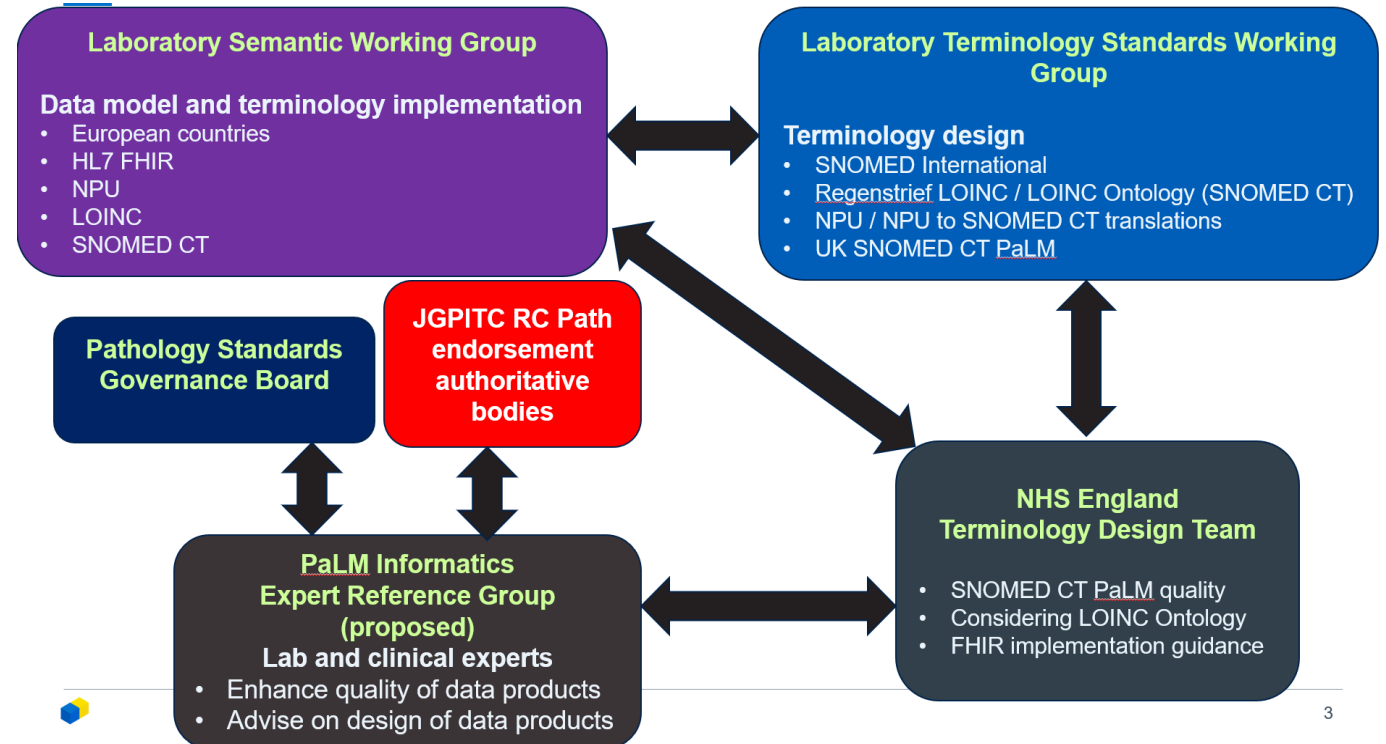 Laboratory Semantic Working Group
Data model and terminology implementation
• European countries
• HL7 FHIR
• NPU
• LOINC
• SNOMED CT
Laboratory Terminology Standards Working
Group
Terminology design
• SNOMED International
• Regenstrief LOINC / LOINC Ontology (SNOMED CT)
• NPU / NPU to SNOMED CT translations
• UK SNOMED CT PaLM
Pathology Standards
Governance Board
JGPITC RC Path
endorsement
authoritative
bodies
PaLM Informatics
Expert Reference Group
(proposed)
Lab and clinical experts
• Enhance quality of data products
• Advise on design of data products
NHS England
Terminology Design Team
• SNOMED CT PaLM quality
• Considering LOINC Ontology
• FHIR implementation guidance
3